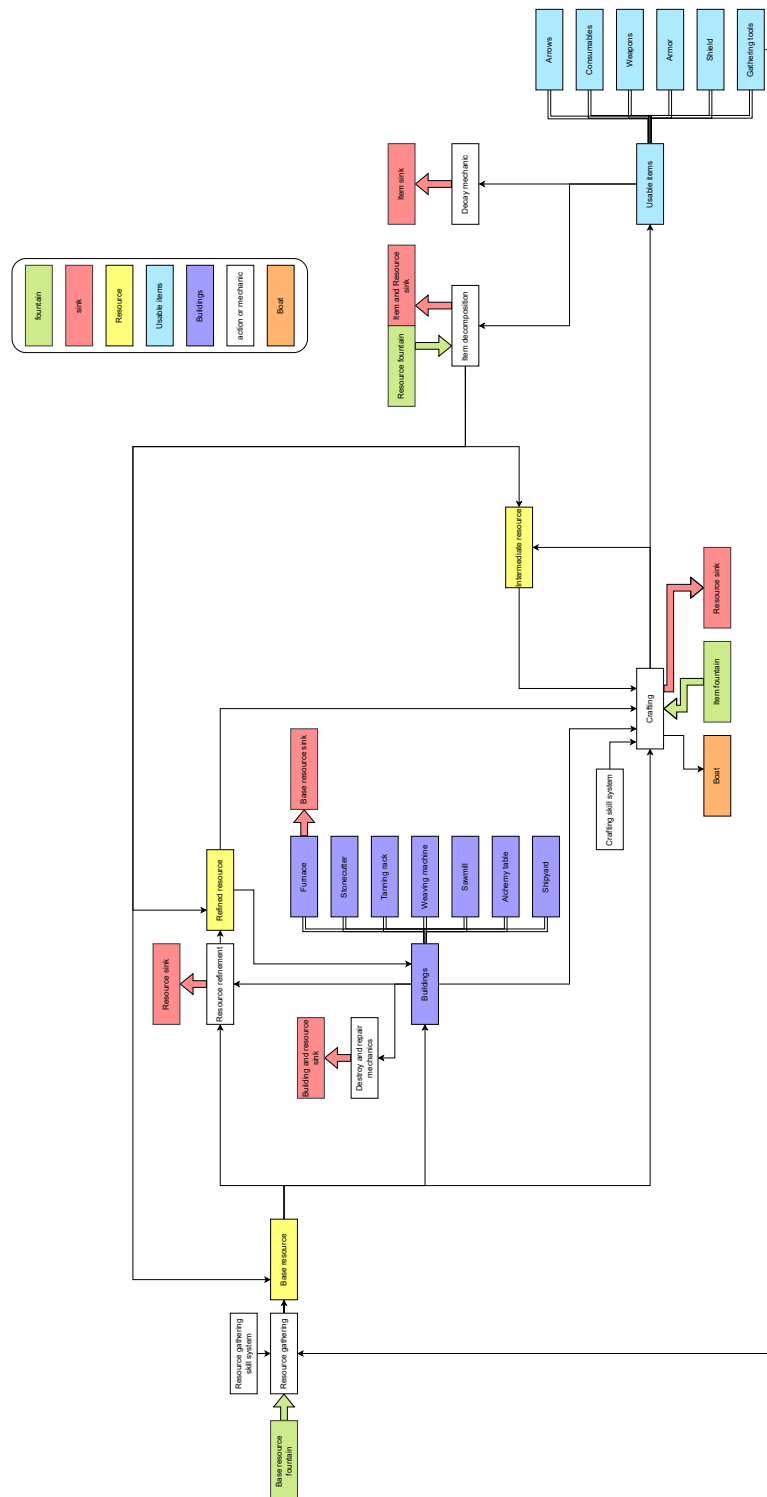 fountain
sink
Resource
Usable items
Buildings
action or mechanic
Boat
Base resource
fountain
Resource gathering
skill system
Resource gathering
Base resource
Resource sink
Resource refinement
Refined resource
Building and resource
sink
Destroy and repair
mechanics
Buildings
Furnace
Stonecutter
Tanning rack
Weaving machine
Sawmill
Alchemy table
Shipyard
Base resource sink
Crafting skill system
Crafting
Boat
Item fountain
Resource sink
Intermediate resource
Resource fountain
Item and Resource
sink
Item decomposition
Item sink
Decay mechanic
Usable items
Arrows
Consumables
Weapons
Armor
Shield
Gathering tools